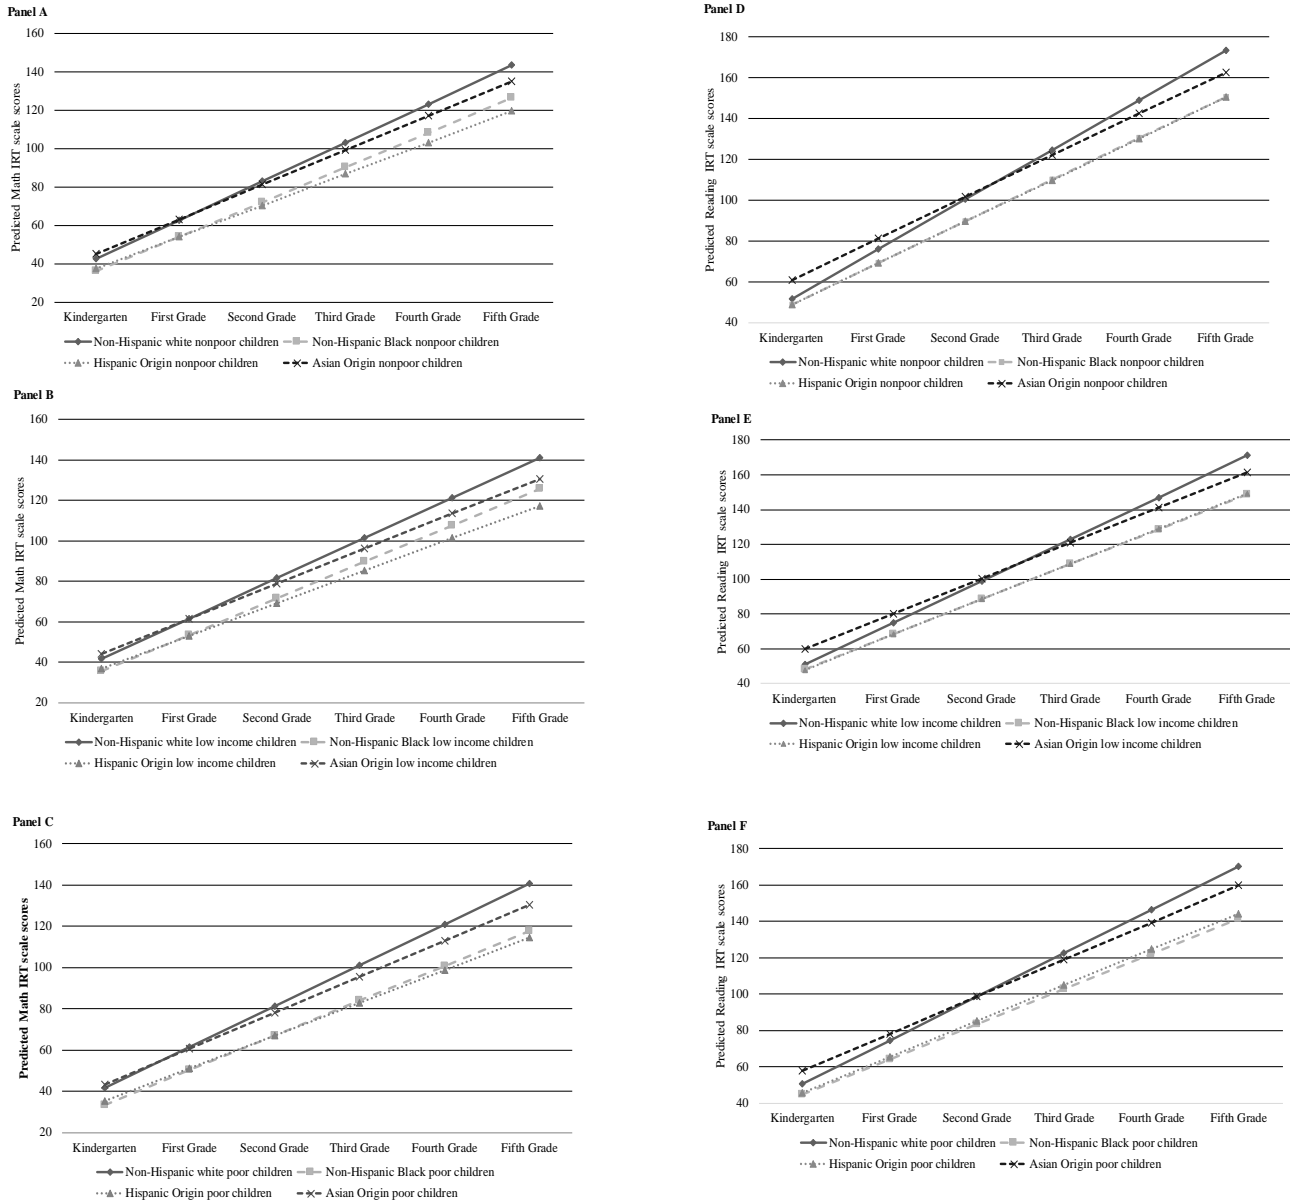 Panel A
Predicted Math IRT scale scores
160
140
120
100
80
60
40
20
Kindergarten First Grade Second Grade Third Grade Fourth Grade Fifth Grade
Non-Hispanic white nonpoor children Non-Hispanic Black nonpoor children
Hispanic Origin nonpoor children Asian Origin nonpoor children
Panel D
Predicted Reading IRT scale scores
180
160
140
120
100
80
60
40
Kindergarten First Grade Second Grade Third Grade Fourth Grade Fifth Grade
Non-Hispanic white nonpoor children Non-Hispanic Black nonpoor children
Hispanic Origin nonpoor children Asian Origin nonpoor children
Panel B
Predicted Math IRT scale scores
160
140
120
100
80
60
40
20
Kindergarten First Grade Second Grade Third Grade Fourth Grade Fifth Grade
Non-Hispanic white low income children Non-Hispanic Black low income children
Hispanic Origin low income children Asian Origin low income children
Panel E
Predicted Reading IRT scale scores
180
160
140
120
100
80
60
40
Kindergarten First Grade Second Grade Third Grade Fourth Grade Fifth Grade
Non-Hispanic white low income children Non-Hispanic Black low income children
Hispanic Origin low income children Asian Origin low income children
Panel C
Predicted Math IRT scale scores
160
140
120
100
80
60
40
20
Kindergarten First Grade Second Grade Third Grade Fourth Grade Fifth Grade
Non-Hispanic white poor children Non-Hispanic Black poor children
Hispanic Origin poor children Asian Origin poor children
Panel F
Predicted Reading IRT scale scores
180
160
140
120
100
80
60
40
Kindergarten First Grade Second Grade Third Grade Fourth Grade Fifth Grade
Non-Hispanic white poor children Non-Hispanic Black poor children
Hispanic Origin poor children Asian Origin poor children